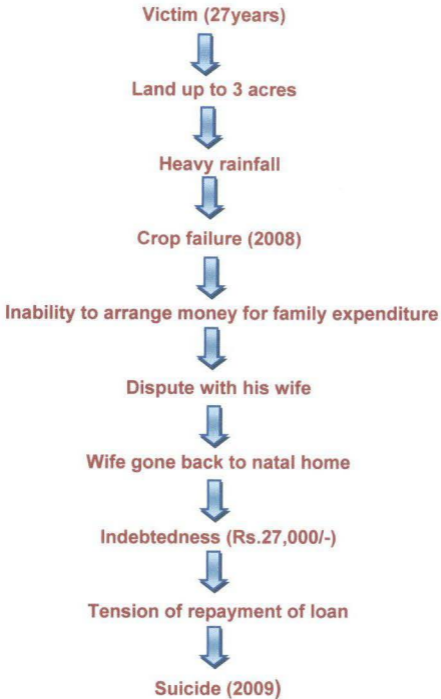 Victim (27years)
Land up to 3 acres
Heavy rainfall
Crop failure (2008)
Inability to arrange money for family expenditure
Dispute with his wife
Wife gone back to natal home
Indebtedness (Rs.27,000/-)
Tension of repayment of loan
Suicide (2009)